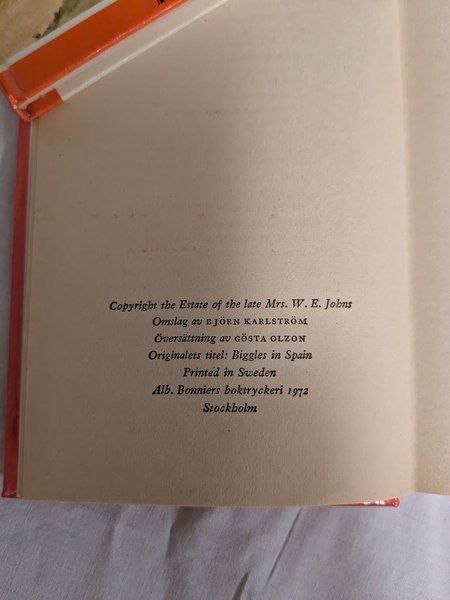 Copyright the Estate of the late Mrs. W. E. Johns
Omslag av BJÖRN KARLSTRÖM
Översättning av GÖSTA OLZON
Originalets titel: Biggles in Spain
Printed in Sweden
Alb. Bonniers boktryckeri 1972
Stockholm